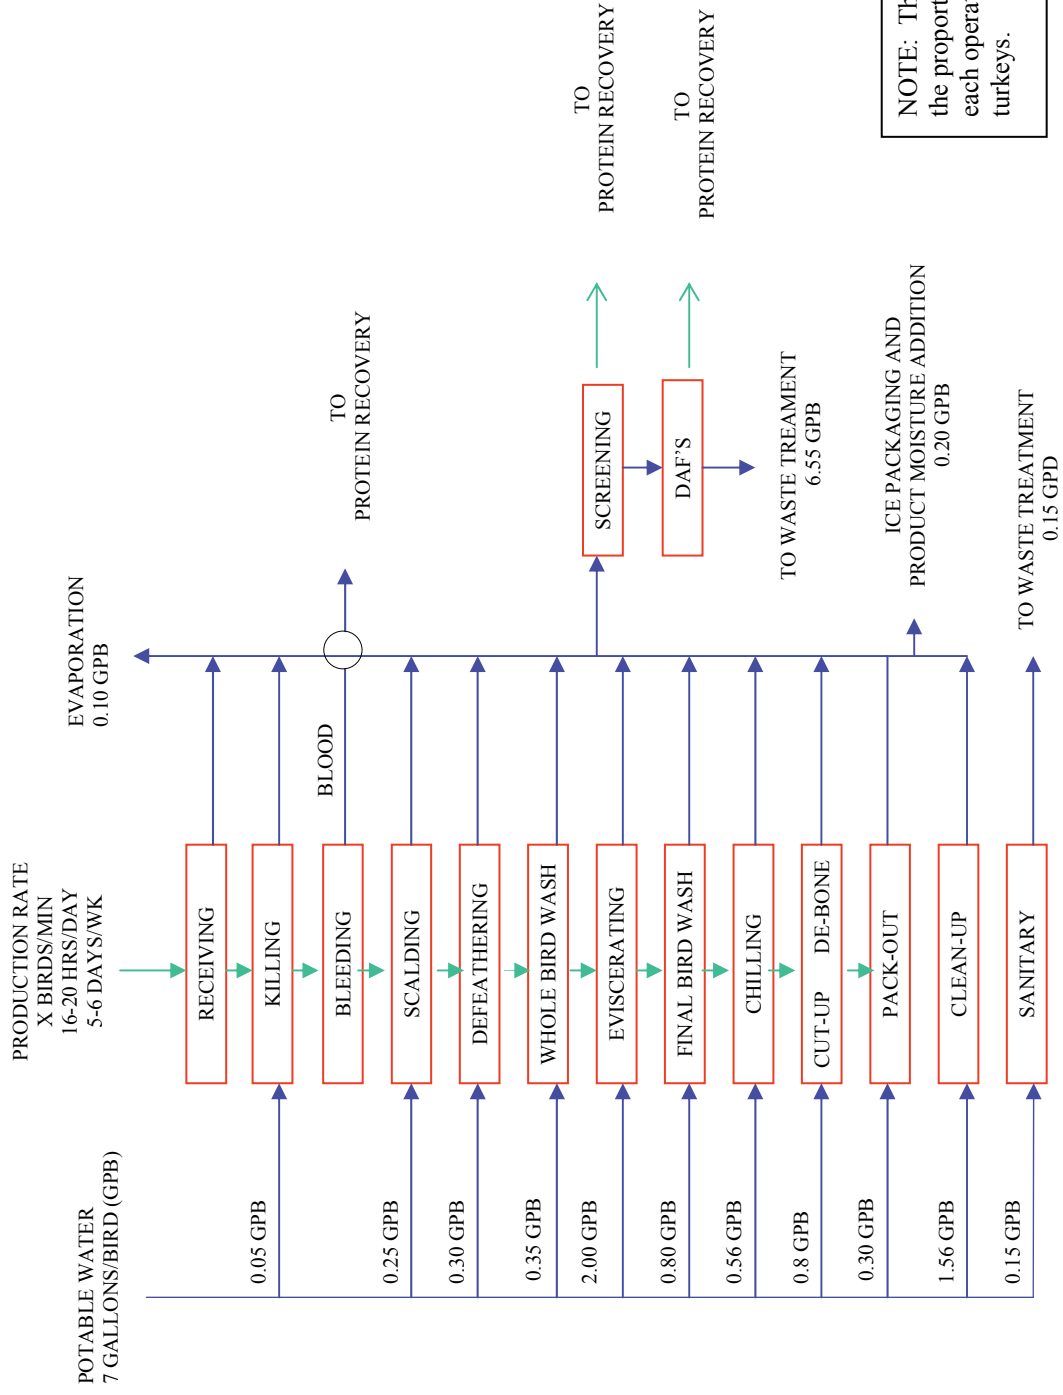 POTABLE WATER
7 GALLONS/BIRD (GPB)
PRODUCTION RATE
X BIRDS/MIN
16-20 HRS/DAY
5-6 DAYS/WK
EVAPORATION
0.10 GPB
RECEIVING
0.05 GPB
KILLING
BLEEDING
BLOOD
TO
PROTEIN RECOVERY
0.25 GPB
SCALDING
0.30 GPB
DEFEATHERING
0.35 GPB
WHOLE BIRD WASH
2.00 GPB
EVISCERATING
0.80 GPB
FINAL BIRD WASH
0.56 GPB
CHILLING
0.8 GPB
CUT-UP DE-BONE
0.30 GPB
PACK-OUT
1.56 GPB
CLEAN-UP
0.15 GPB
SANITARY
SCREENING
TO
PROTEIN RECOVERY
DAF'S
TO
PROTEIN RECOVERY
TO WASTE TREAMENT
6.55 GPB
ICE PACKAGING AND
PRODUCT MOISTURE ADDITION
0.20 GPB
TO WASTE TREATMENT
0.15 GPD
NOTE: Th
the proport
each operat
turkeys.